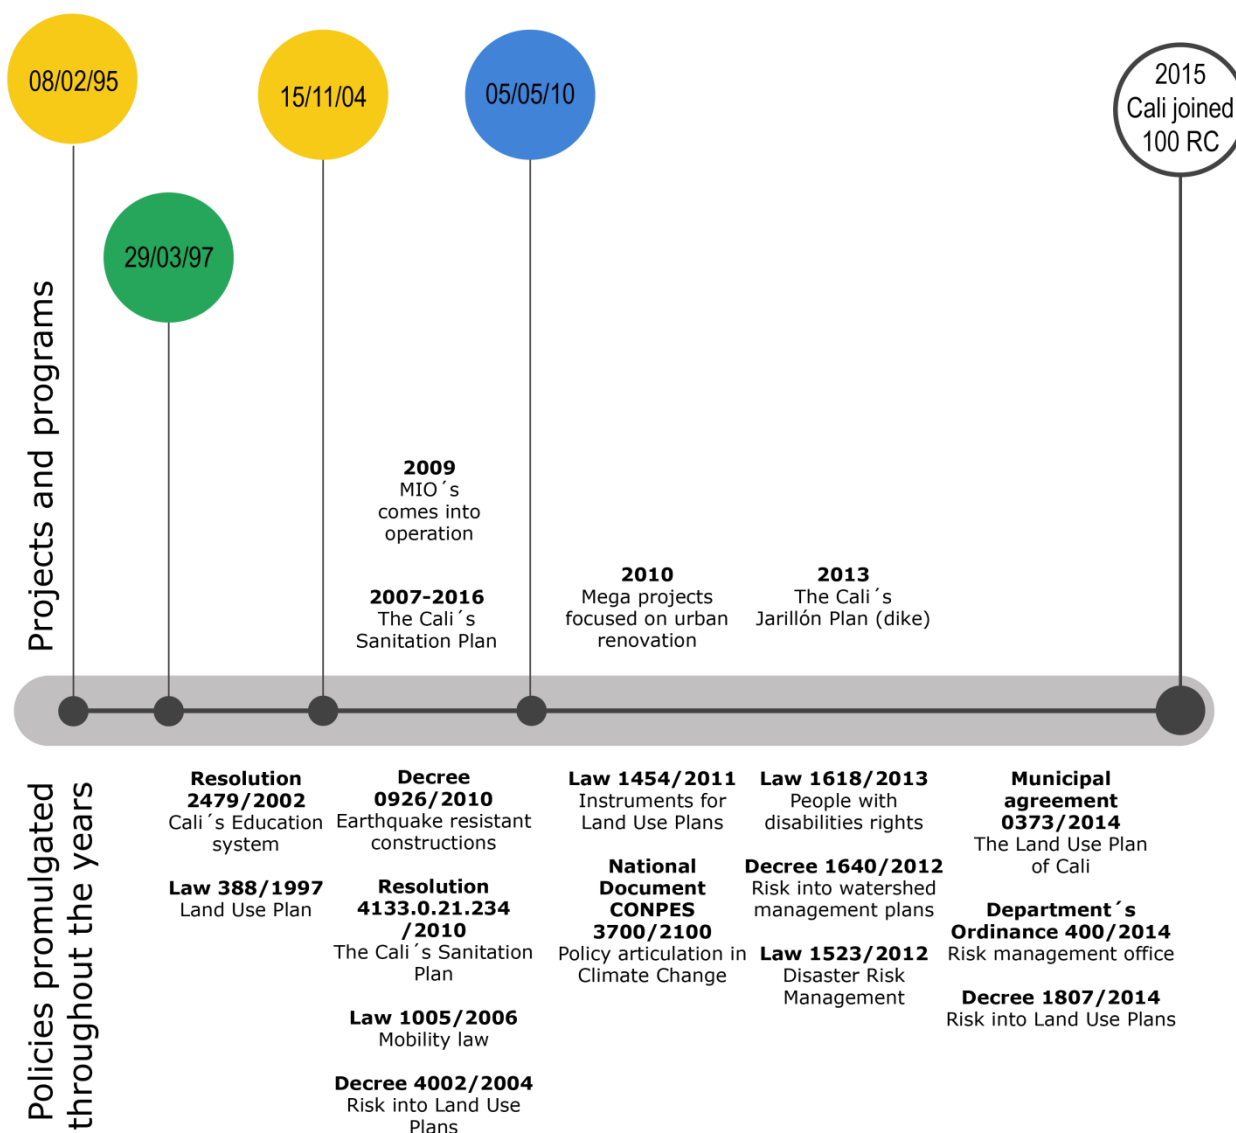 08/02/95
15/11/04
05/05/10
2015
Cali joined
100 RC
29/03/97
Projects and programs
2009
MIO´s
comes into
operation
2007-2016
The Cali´s
Sanitation Plan
2010
Mega projects
focused on urban
renovation
2013
The Cali´s
Jarillón Plan (dike)
Policies promulgated
throughout the years
Resolution
2479/2002
Cali´s Education
system
Law 388/1997
Land Use Plan
Decree
0926/2010
Earthquake resistant
constructions
Resolution
4133.0.21.234
/2010
The Cali´s Sanitation
Plan
Law 1005/2006
Mobility law
Decree 4002/2004
Risk into Land Use
Plans
Law 1454/2011
Instruments for
Land Use Plans
National
Document
CONPES
3700/2100
Policy articulation in
Climate Change
Law 1618/2013
People with
disabilities rights
Decree 1640/2012
Risk into watershed
management plans
Law 1523/2012
Disaster Risk
Management
Municipal
agreement
0373/2014
The Land Use Plan
of Cali
Department´s
Ordinance 400/2014
Risk management office
Decree 1807/2014
Risk into Land Use Plans